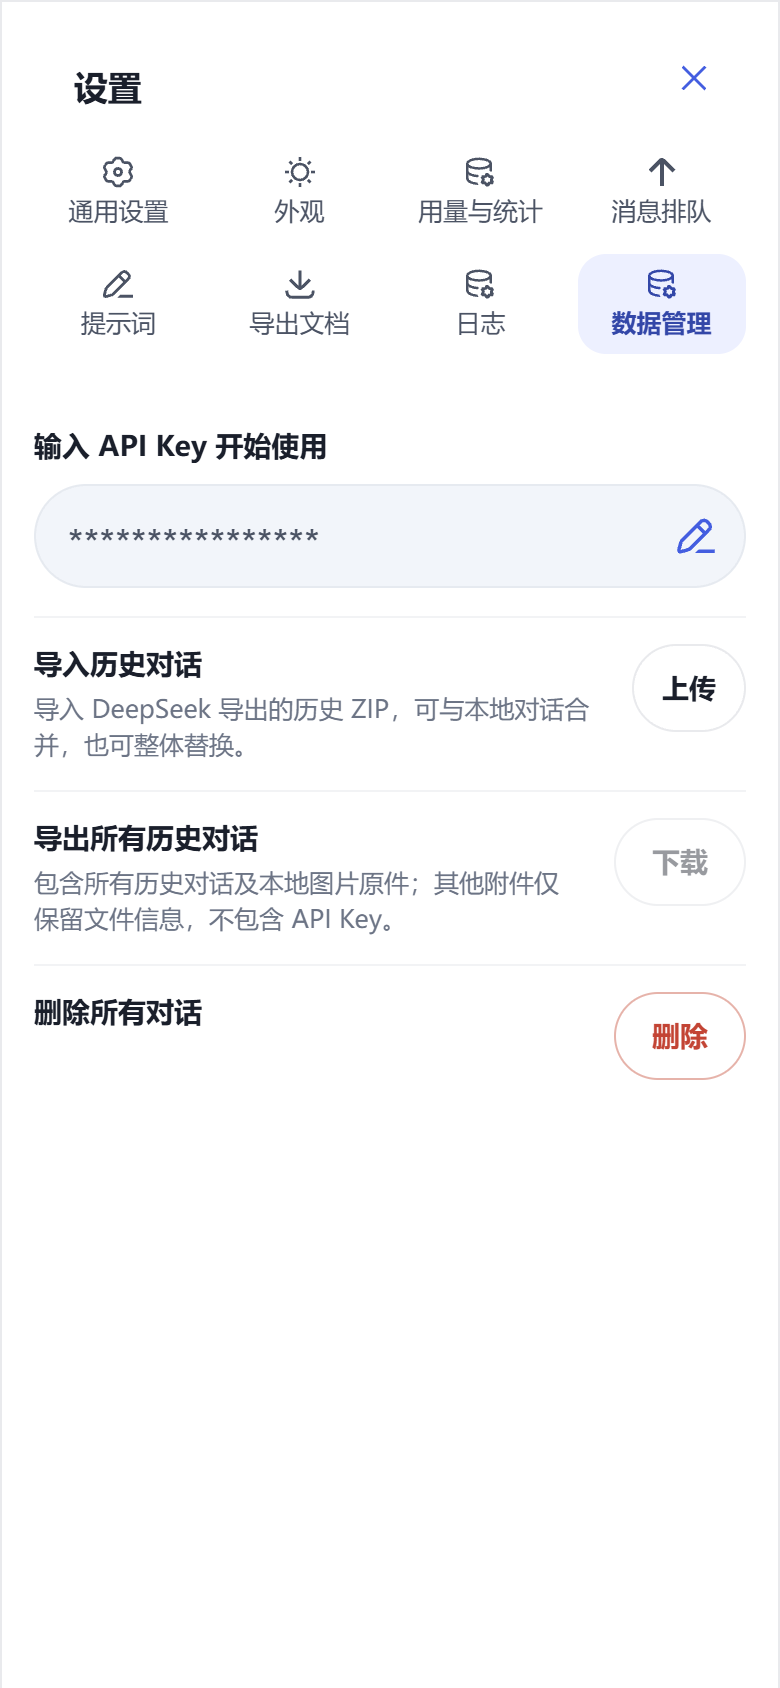 设置
通用设置
外观
用量与统计
消息排队
提示词
导出文档
日志
数据管理
输入 API Key 开始使用
****************
导入历史对话
上传
导入 DeepSeek 导出的历史 ZIP，可与本地对话合
并，也可整体替换。
导出所有历史对话
下载
包含所有历史对话及本地图片原件；其他附件仅
保留文件信息，不包含 API Key。
删除所有对话
删除